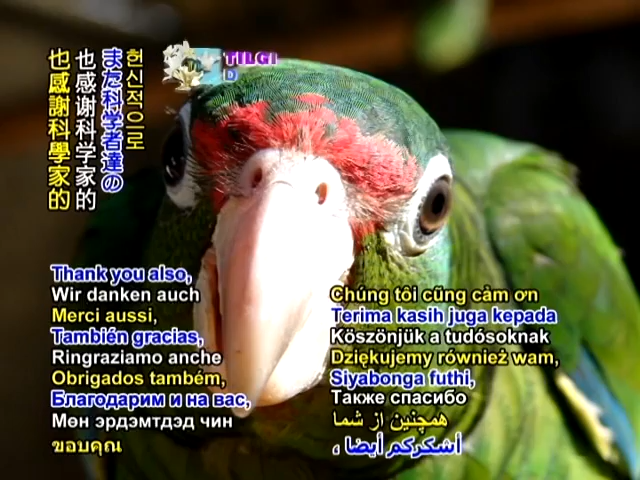 TILGI
D
헌신적으로
また科学者達の
也感谢科学家的
也感謝科學家的
Thank you also,
Wir danken auch
Merci aussi,
También gracias,
Ringraziamo anche
Obrigados também,
Благодарим и на вас,
Мөн эрдэмтдэд чин
ขอบคุณ
Chúng tôi cũng cảm ơn
Terima kasih juga kepada
Köszönjük a tudósoknak
Dziękujemy również wam,
Siyabonga futhi,
Также спасибо
همچنین از شما
أشكركم أيضا ،